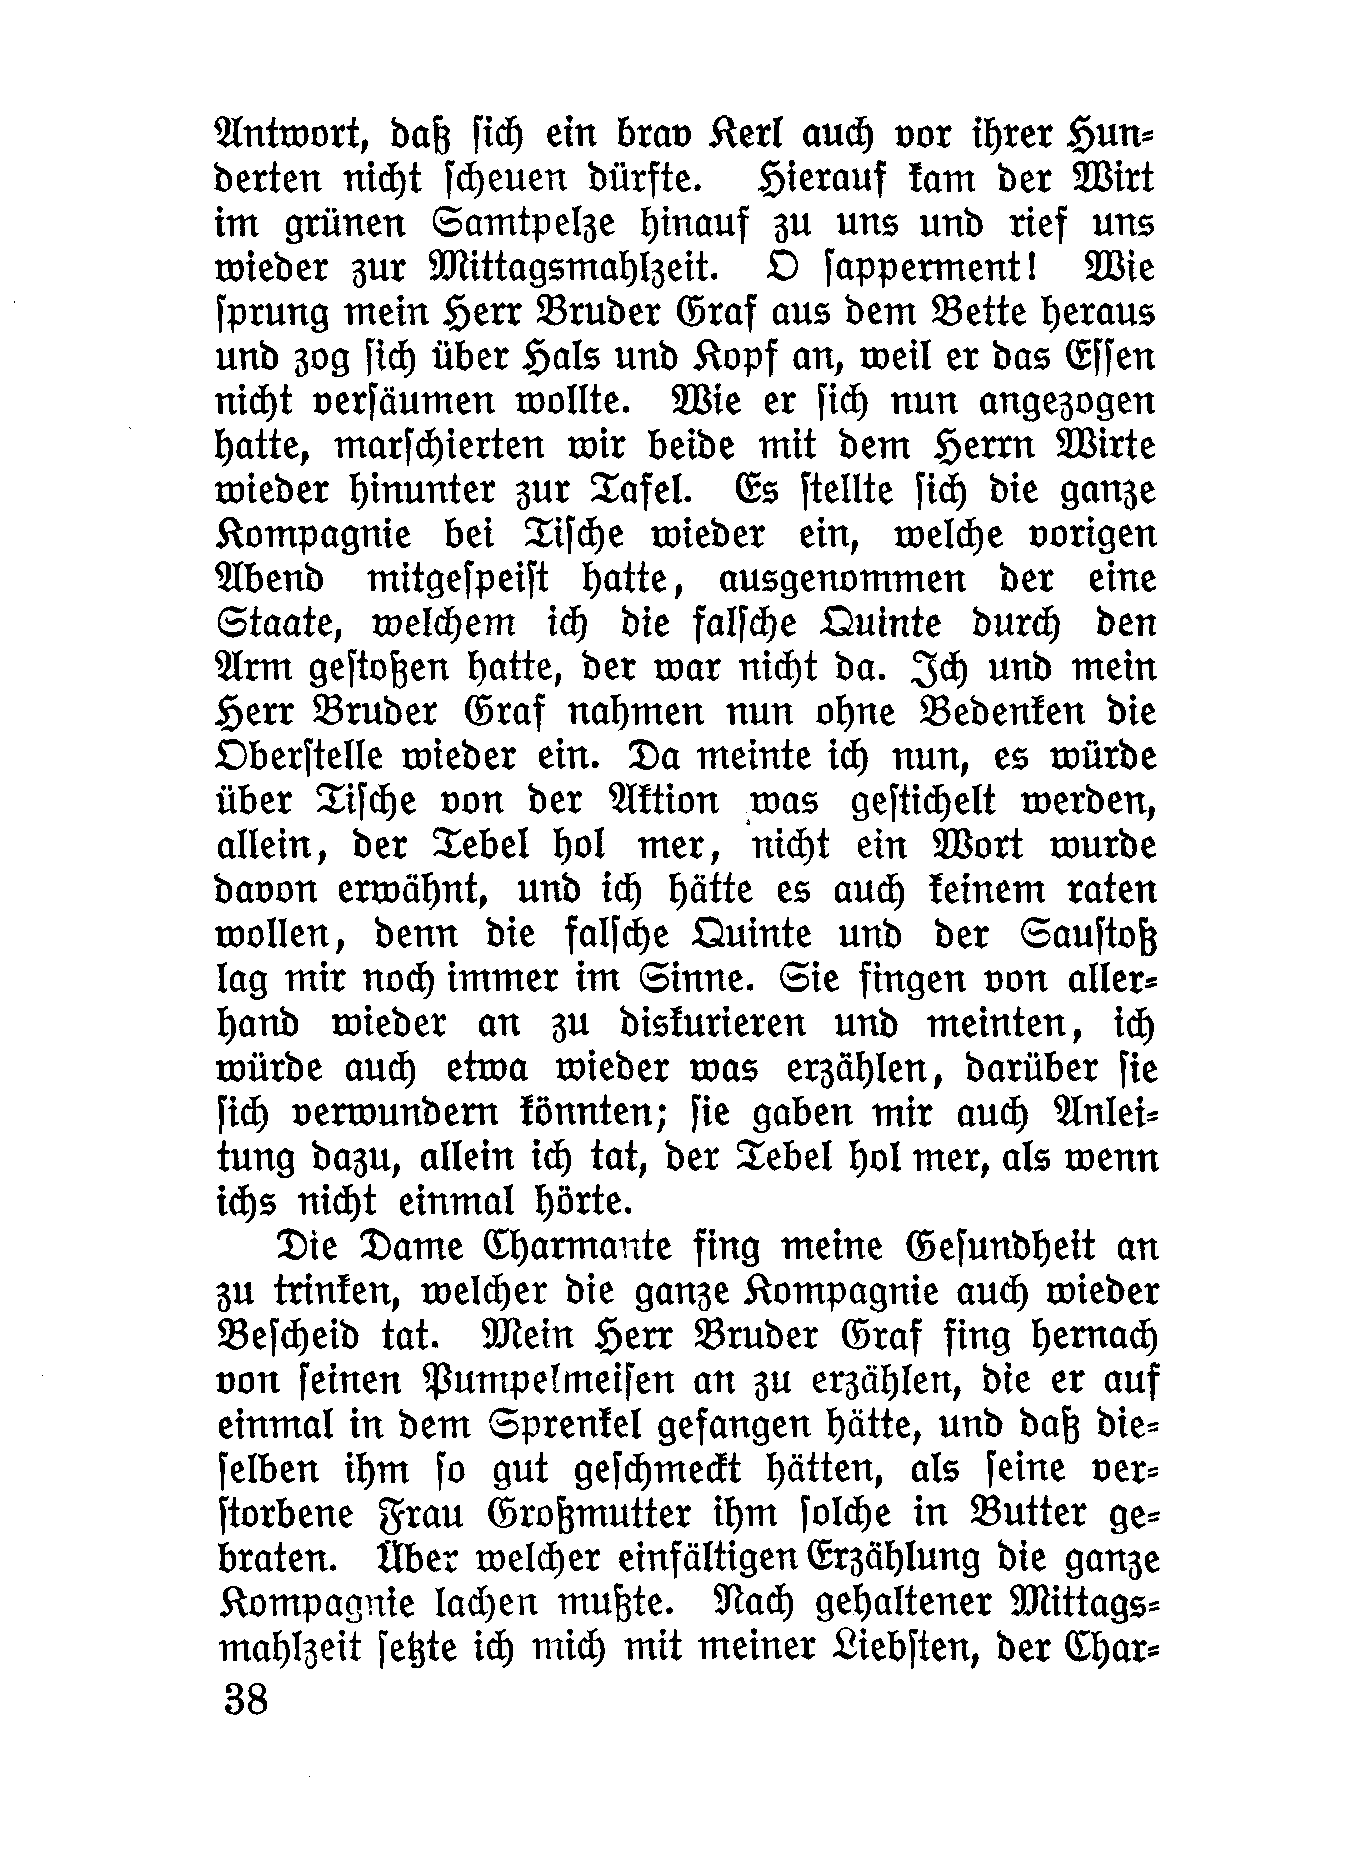 Antwort, daß sich ein brav Kerl auch vor ihrer Hun-
derten nicht scheuen dürfte. Hierauf kam der Wirt
im grünen Samtpelze hinauf zu uns und rief uns
wieder zur Mittagsmahlzeit. O sapperment! Wie
sprung mein Herr Bruder Graf aus dem Bette heraus
und zog sich über Hals und Kopf an, weil er das Essen
nicht versäumen wollte. Wie er sich nun angezogen
hatte, marschierten wir beide mit dem Herrn Wirte
wieder hinunter zur Tafel. Es stellte sich die ganze
Kompagnie bei Tische wieder ein, welche vorigen
Abend mitgespeist hatte, ausgenommen der eine
Staate, welchem ich die falsche Quinte durch den
Arm gestoßen hatte, der war nicht da. Ich und mein
Herr Bruder Graf nahmen nun ohne Bedenken die
Oberstelle wieder ein. Da meinte ich nun, es würde
über Tische von der Aktion was gestichelt werden,
allein, der Tebel hol mer, nicht ein Wort wurde
davon erwähnt, und ich hätte es auch keinem raten
wollen, denn die falsche Quinte und der Saustoß
lag mir noch immer im Sinne. Sie fingen von aller-
hand wieder an zu diskurieren und meinten, ich
würde auch etwa wieder was erzählen, darüber sie
sich verwundern könnten; sie gaben mir auch Anlei-
tung dazu, allein ich tat, der Tebel hol mer, als wenn
ichs nicht einmal hörte.
Die Dame Charmante fing meine Gesundheit an
zu trinken, welcher die ganze Kompagnie auch wieder
Bescheid tat. Mein Herr Bruder Graf fing hernach
von seinen Pumpelmeisen an zu erzählen, die er auf
einmal in dem Sprenkel gefangen hätte, und daß die-
selben ihm so gut geschmeckt hätten, als seine ver-
storbene Frau Großmutter ihm solche in Butter ge-
braten. Über welcher einfältigen Erzählung die ganze
Kompagnie lachen mußte. Nach gehaltener Mittags-
mahlzeit setzte ich mich mit meiner Liebsten, der Char-
38